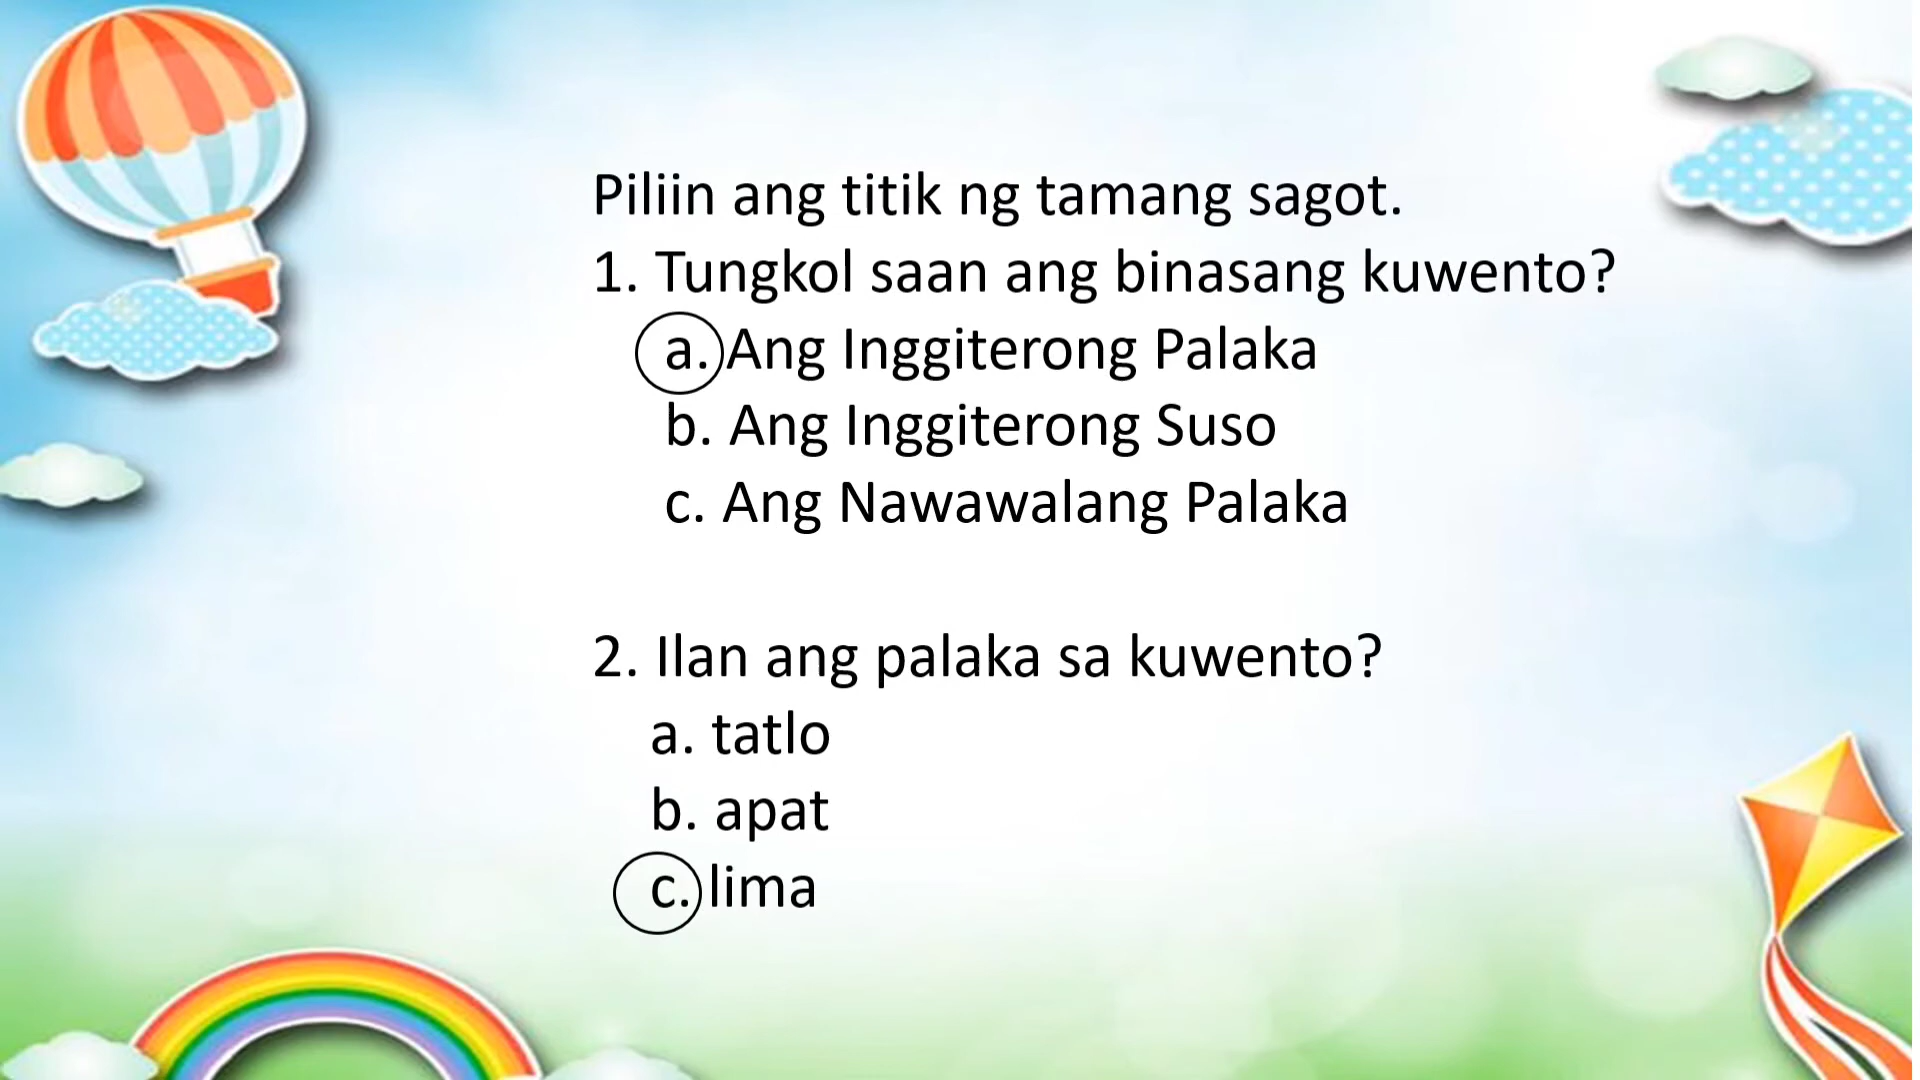 Piliin ang titik ng tamang sagot.
1. Tungkol saan ang binasang kuwento?
a. Ang Inggiterong Palaka
b. Ang Inggiterong Suso
c. Ang Nawawalang Palaka
2. Ilan ang palaka sa kuwento?
a. tatlo
b. apat
c. lima